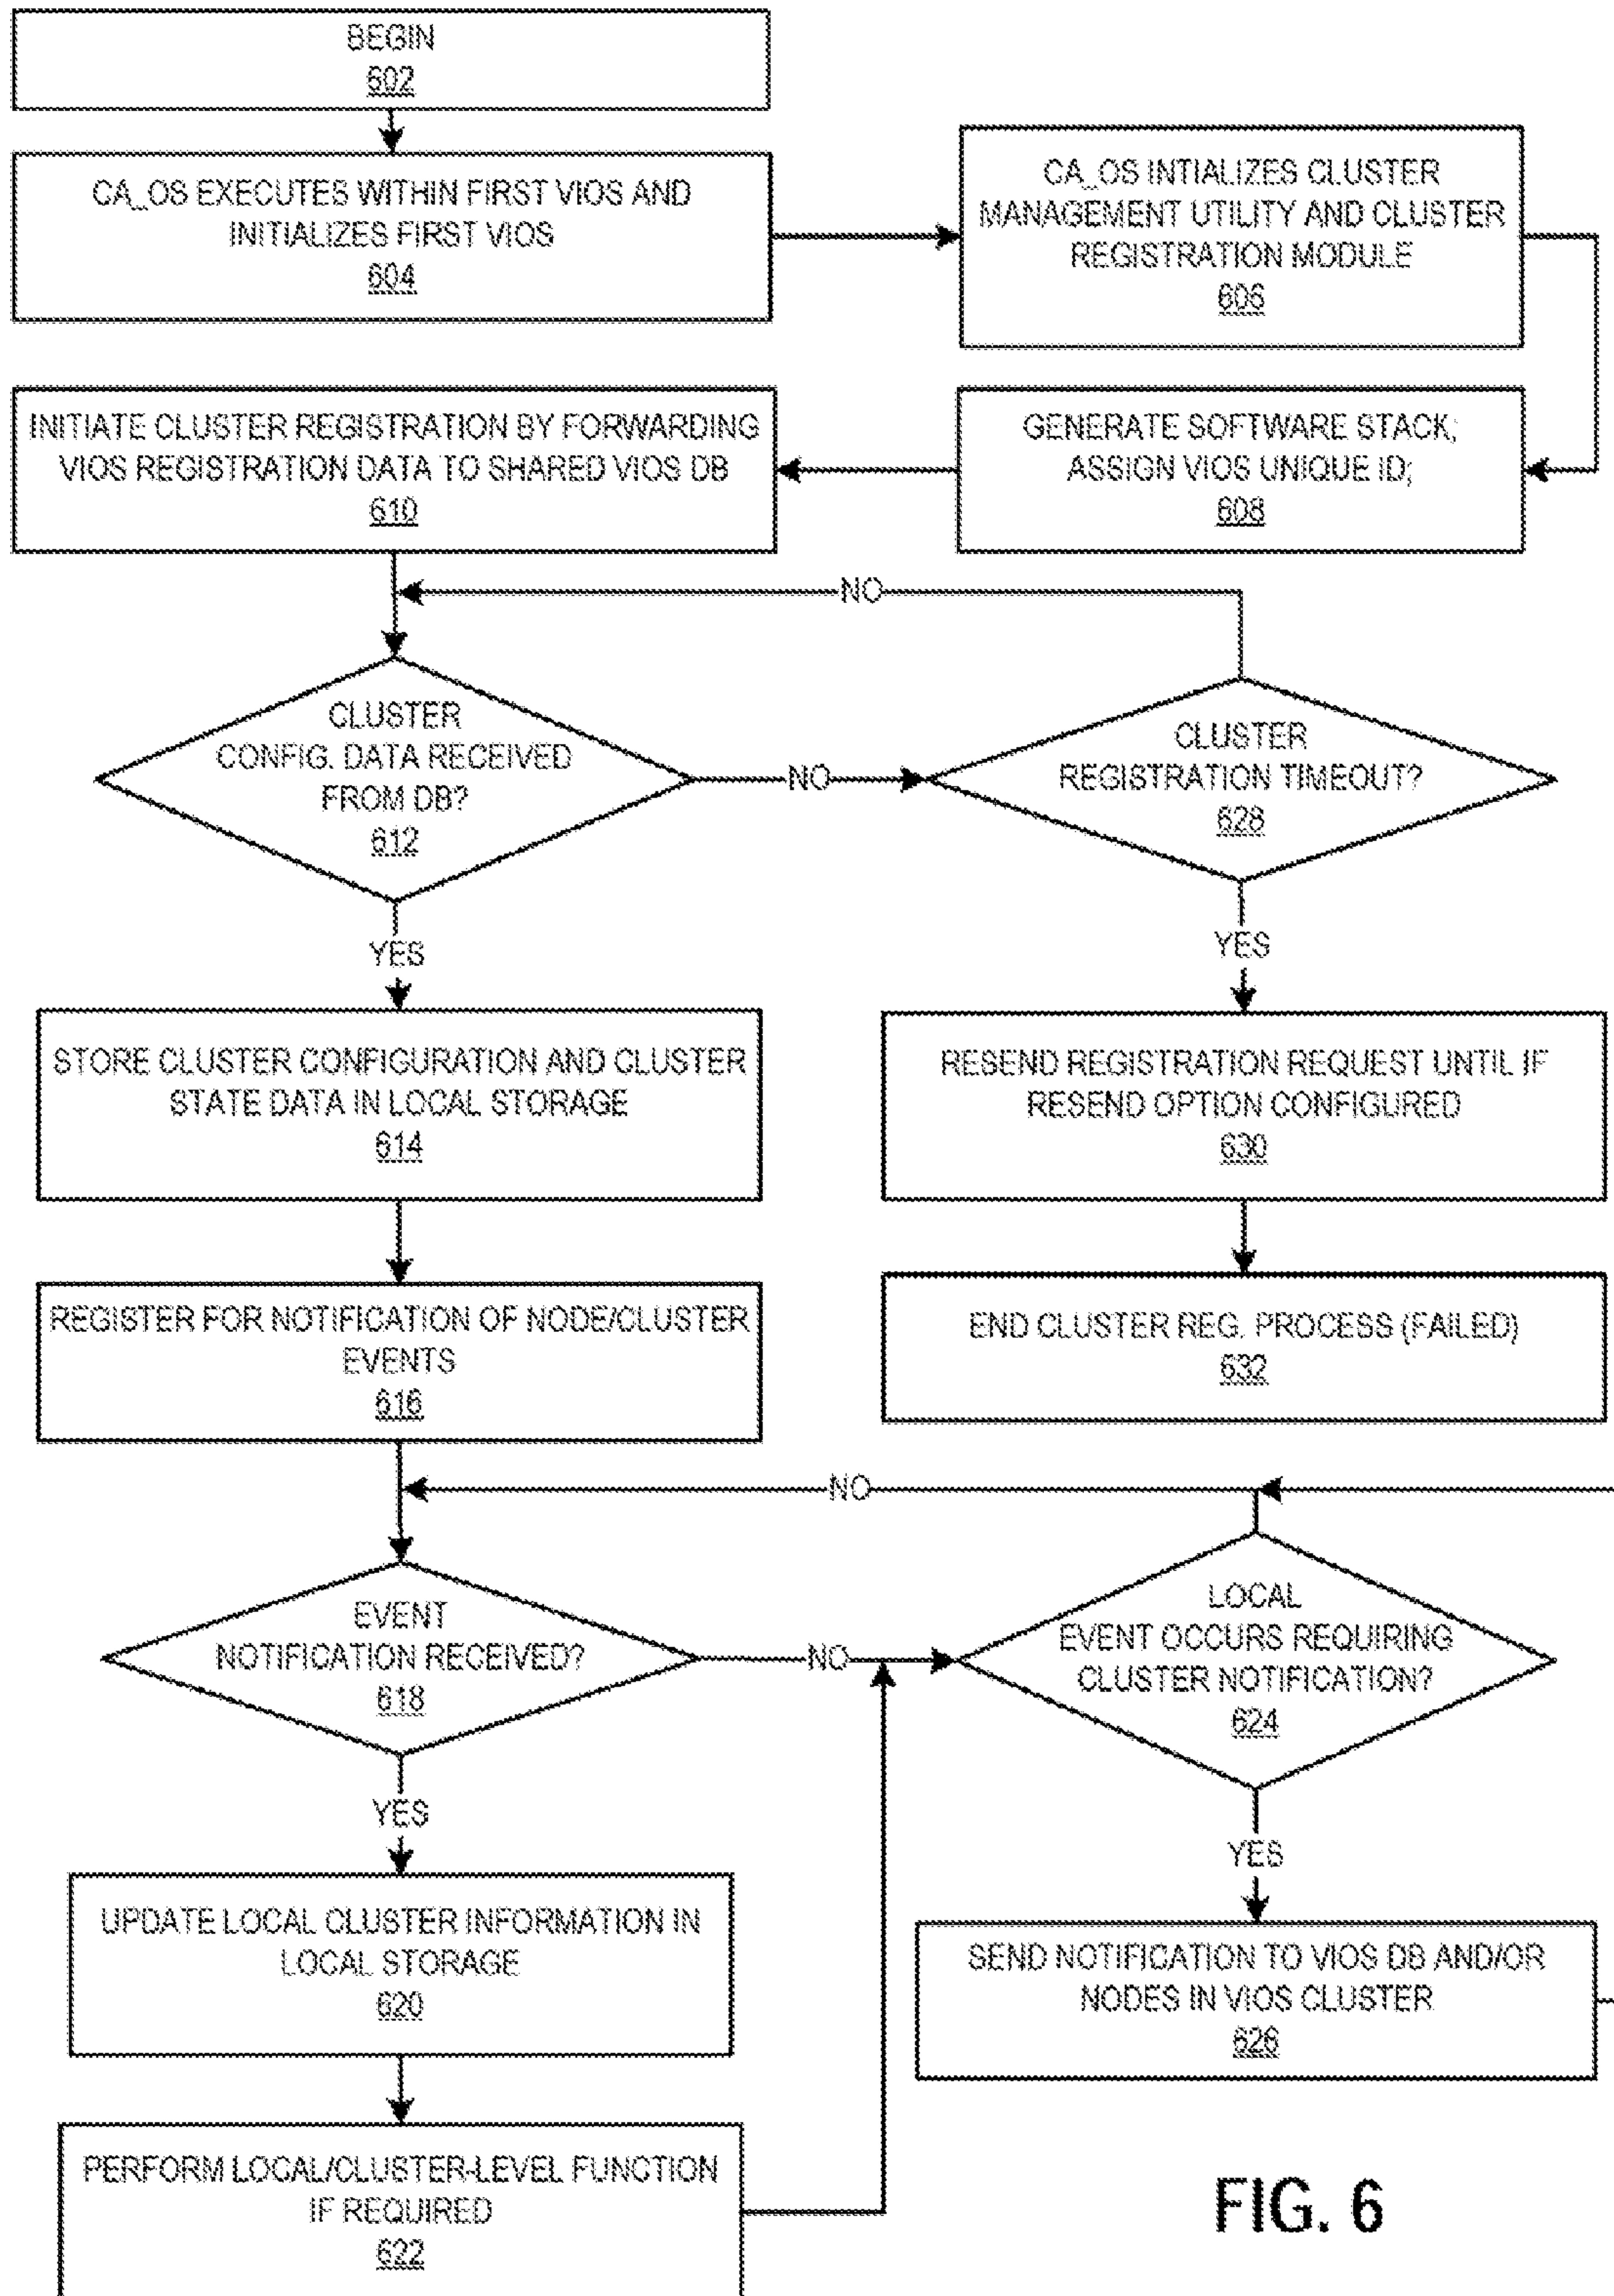 BEGIN
602
CA_OS EXECUTES WITHIN FIRST VIOS AND
INITIALIZES FIRST VIOS
604
CA_OS INTIALIZES CLUSTER
MANAGEMENT UTILITY AND CLUSTER
REGISTRATION MODULE
606
GENERATE SOFTWARE STACK;
ASSIGN VIOS UNIQUE ID;
608
INITIATE CLUSTER REGISTRATION BY FORWARDING
VIOS REGISTRATION DATA TO SHARED VIOS DB
610
NO
CLUSTER
CONFIG. DATA RECEIVED
FROM DB?
612
NO
CLUSTER
REGISTRATION TIMEOUT?
628
YES
YES
STORE CLUSTER CONFIGURATION AND CLUSTER
STATE DATA IN LOCAL STORAGE
614
RESEND REGISTRATION REQUEST UNTIL IF
RESEND OPTION CONFIGURED
630
REGISTER FOR NOTIFICATION OF NODE/CLUSTER
EVENTS
616
END CLUSTER REG. PROCESS (FAILED)
632
NO
EVENT
NOTIFICATION RECEIVED?
618
NO
LOCAL
EVENT OCCURS REQUIRING
CLUSTER NOTIFICATION?
624
YES
YES
UPDATE LOCAL CLUSTER INFORMATION IN
LOCAL STORAGE
620
SEND NOTIFICATION TO VIOS DB AND/OR
NODES IN VIOS CLUSTER
626
PERFORM LOCAL/CLUSTER-LEVEL FUNCTION
IF REQUIRED
622
FIG. 6